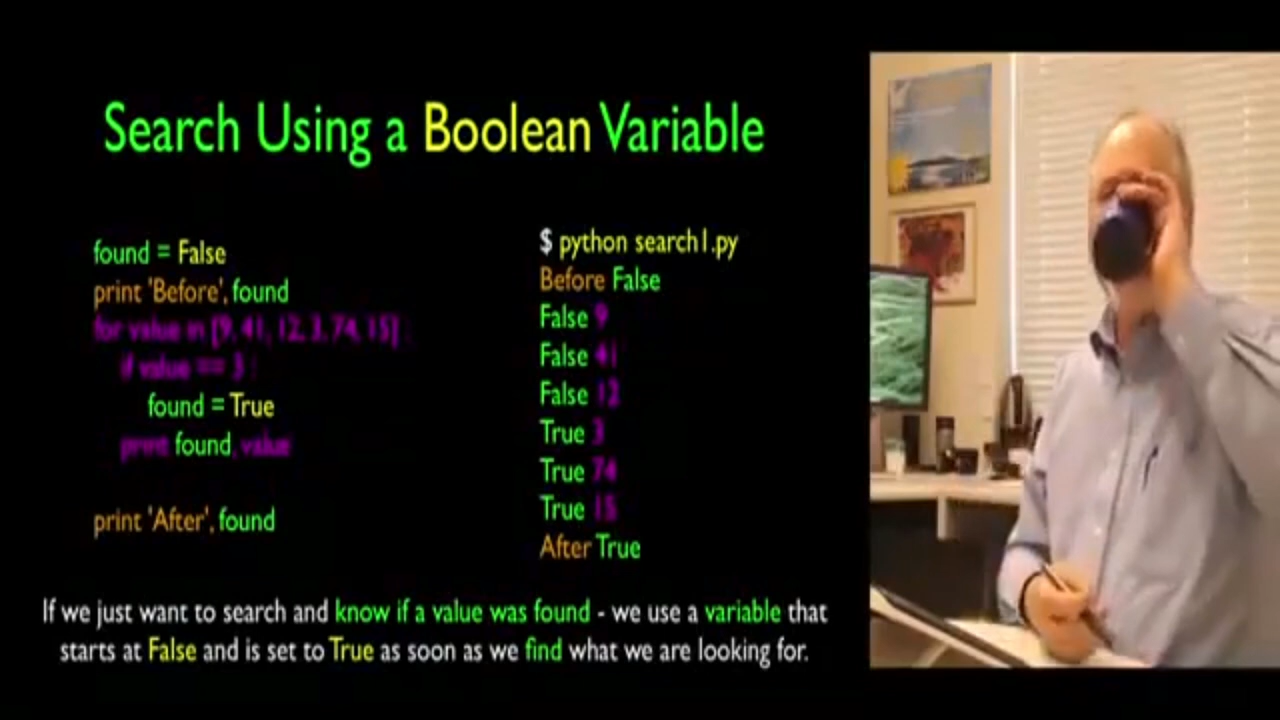 Search Using a Boolean Variable
found = False
print 'Before', found
for value in [9, 41, 12, 3, 74, 15] :
if value == 3 :
found = True
print found, value
print 'After', found
$ python search1.py
Before False
False 9
False 41
False 12
True 3
True 74
True 15
After True
If we just want to search and know if a value was found - we use a variable that
starts at False and is set to True as soon as we find what we are looking for.